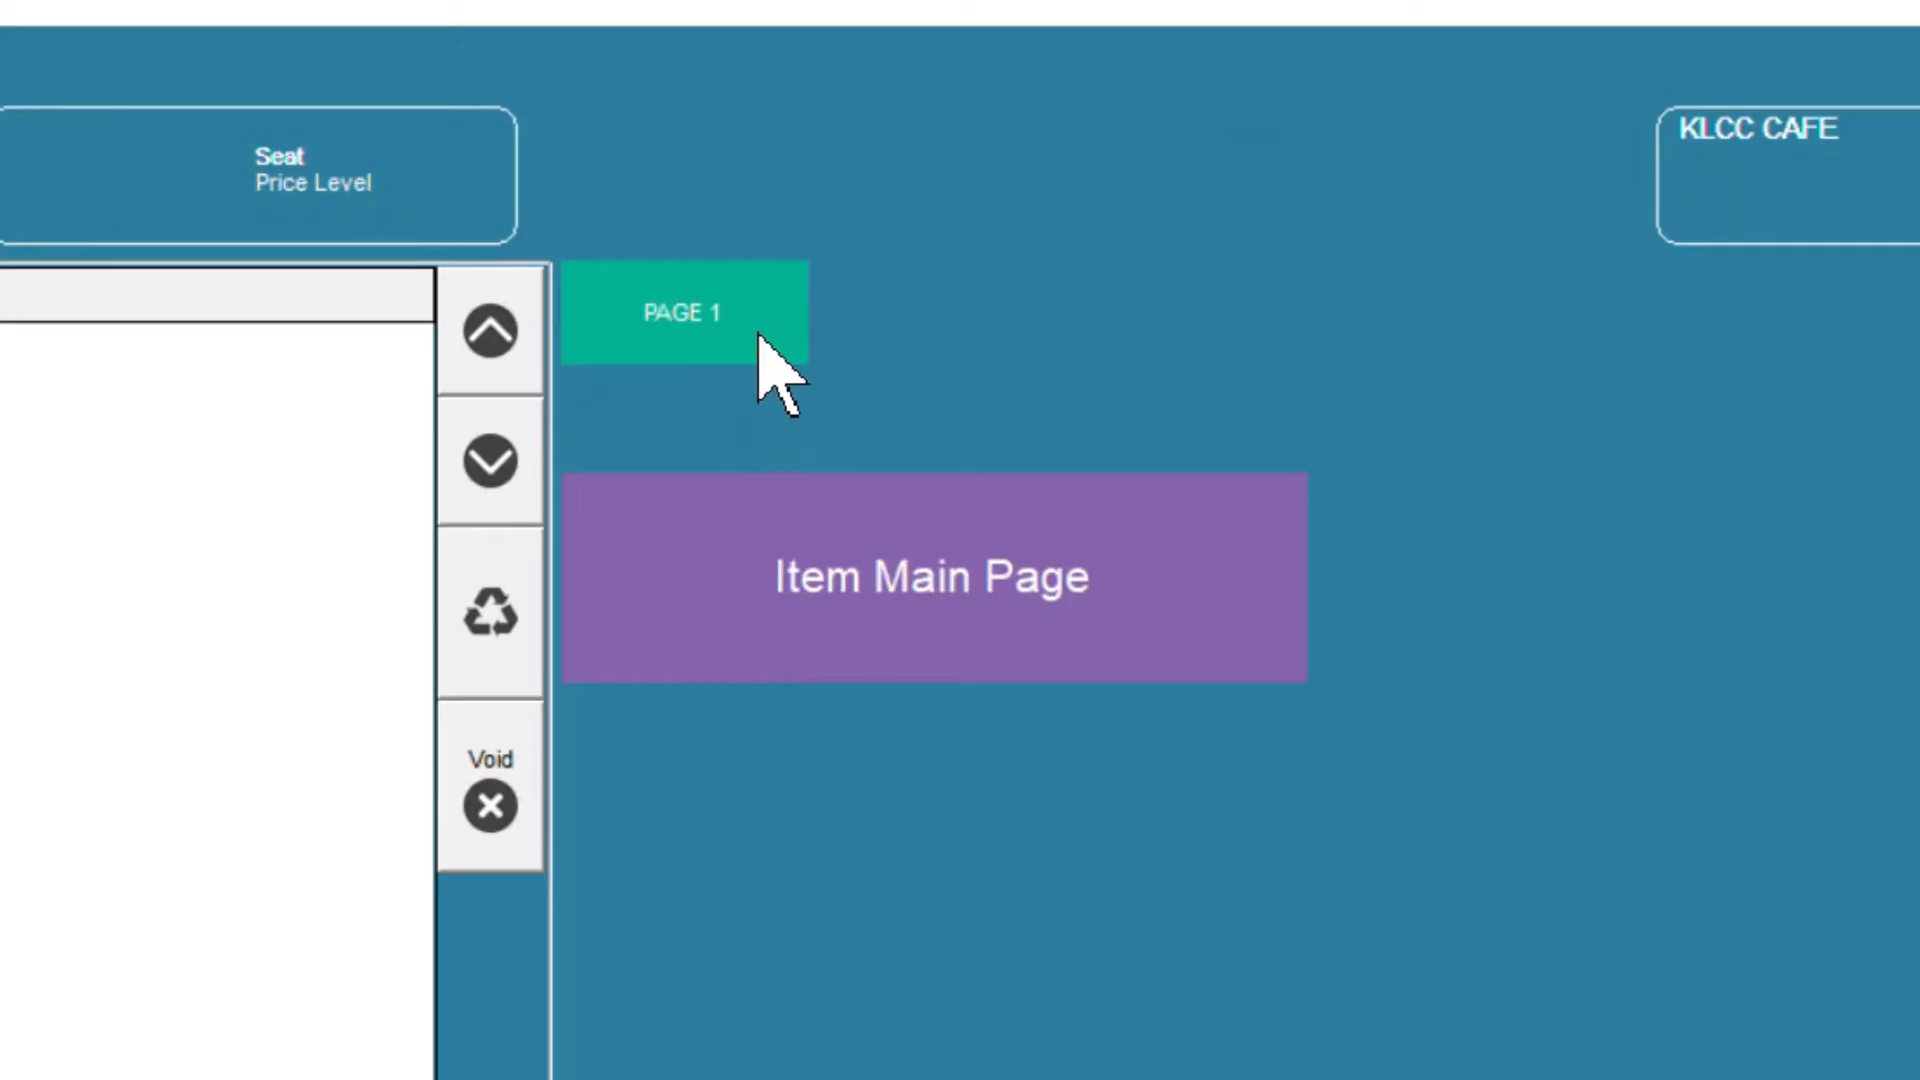 Seat
Price Level
KLCC CAFE
PAGE 1
Item Main Page
Void